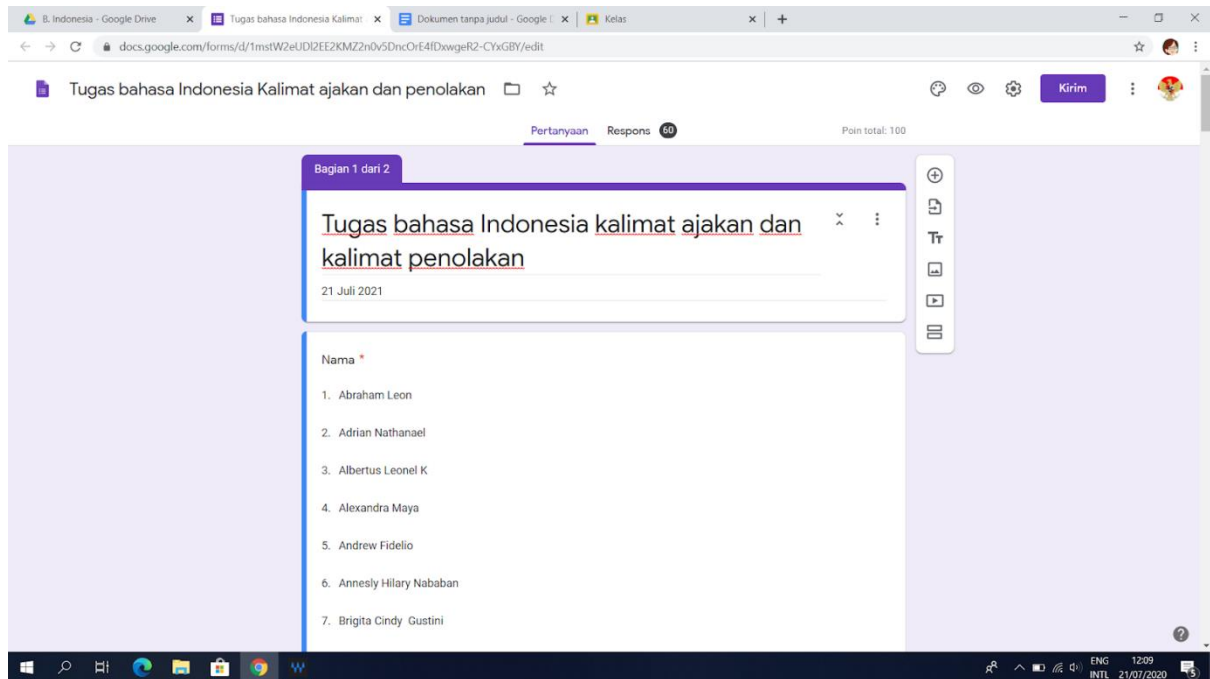 B. Indonesia - Google Drive
Tugas bahasa Indonesia Kalimat
Dokumen tanpa judul - Google
Kelas
docs.google.com/forms/d/1mstW2eUDl2EE2KMZ2n0v5DncOrE4fDxwgeR2-CYxGBY/edit
Tugas bahasa Indonesia Kalimat ajakan dan penolakan
Kirim
Pertanyaan Respons 60
Poin total: 100
Bagian 1 dari 2
Tugas bahasa Indonesia kalimat ajakan dan
kalimat penolakan
21 Juli 2021
Nama *
1. Abraham Leon
2. Adrian Nathanael
3. Albertus Leonel K
4. Alexandra Maya
5. Andrew Fidelio
6. Annesly Hilary Nababan
7. Brigita Cindy Gustini
ENG 12:09
INTL 21/07/2020
5